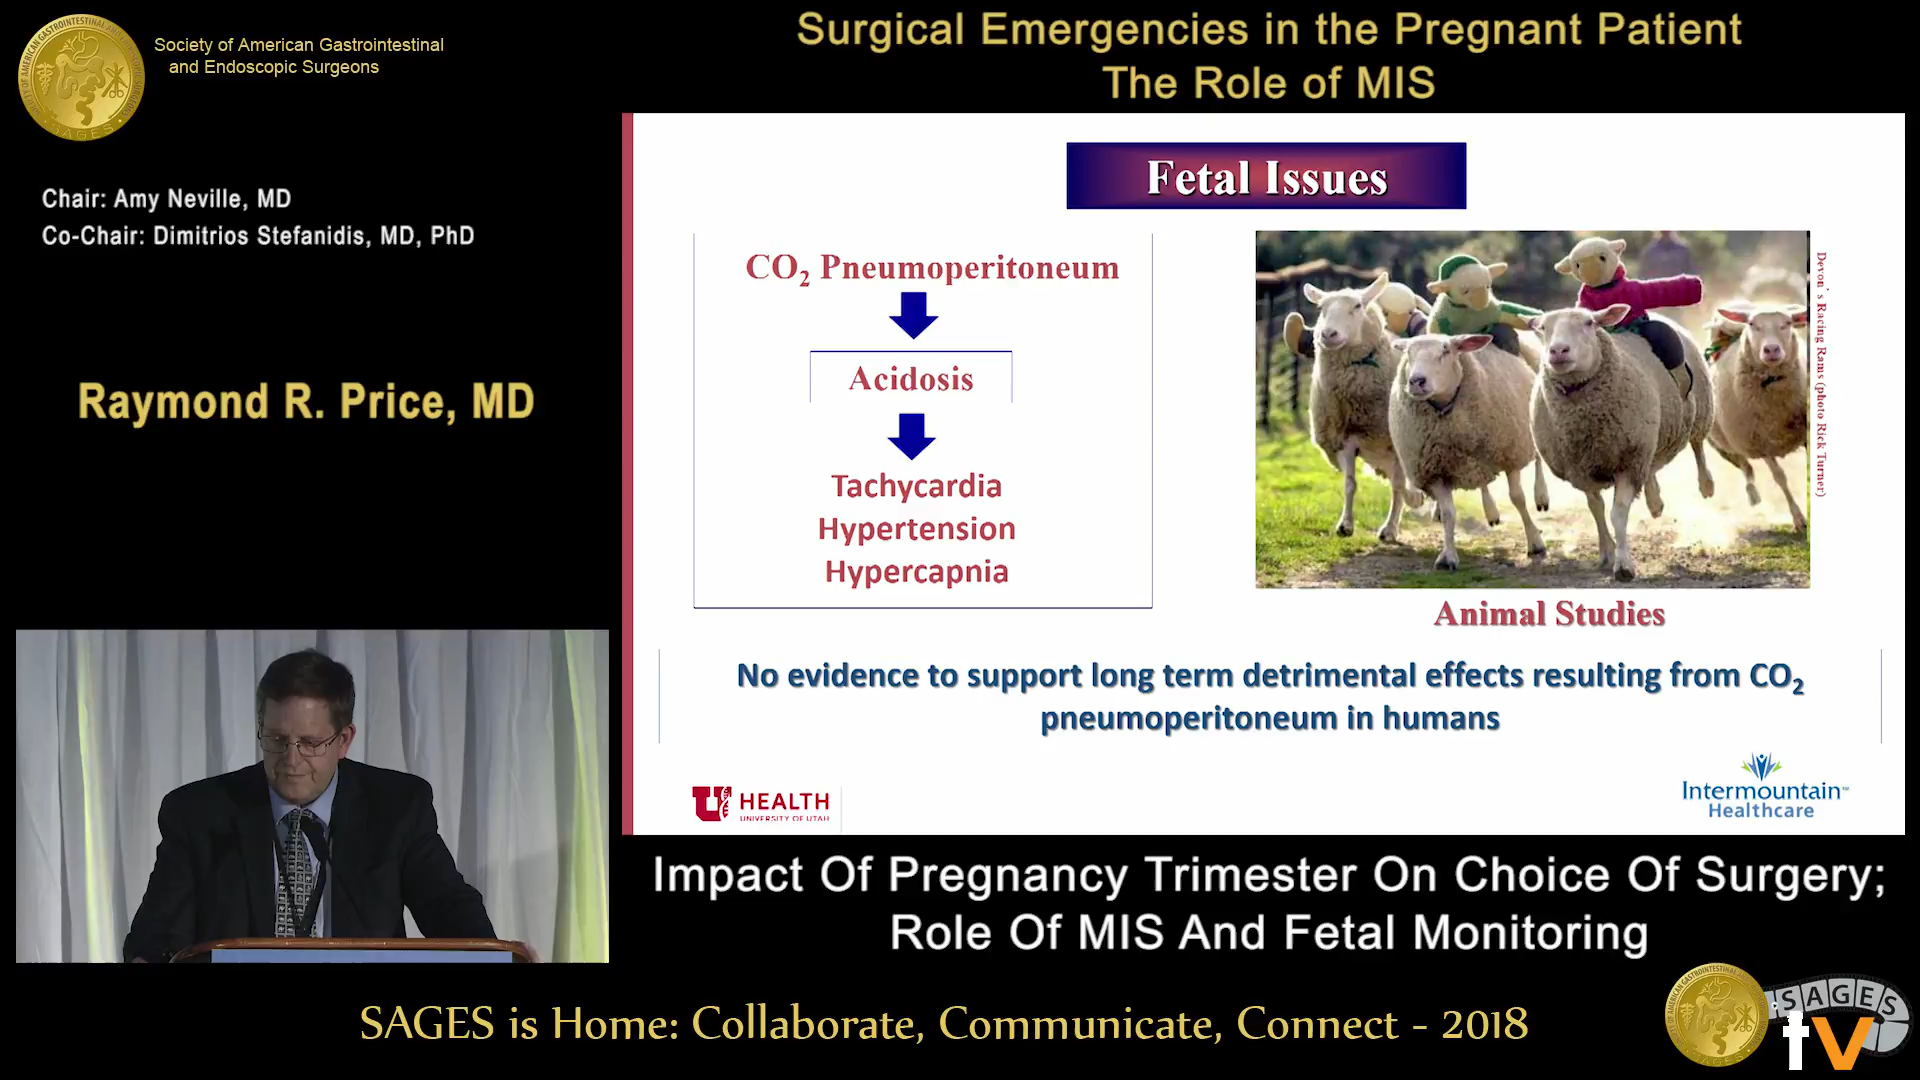 Society of American Gastrointestinal
and Endoscopic Surgeons
Surgical Emergencies in the Pregnant Patient
The Role of MIS
Chair: Amy Neville, MD
Co-Chair: Dimitrios Stefanidis, MD, PhD
Raymond R. Price, MD
Fetal Issues
CO2 Pneumoperitoneum
Acidosis
Tachycardia
Hypertension
Hypercapnia
Devon's Racing Rams (photo Rick Turner)
Animal Studies
No evidence to support long term detrimental effects resulting from CO2
pneumoperitoneum in humans
U HEALTH
UNIVERSITY OF UTAH
Intermountain™
Healthcare
Impact Of Pregnancy Trimester On Choice Of Surgery;
Role Of MIS And Fetal Monitoring
SAGES is Home: Collaborate, Communicate, Connect - 2018
SAGES
tv